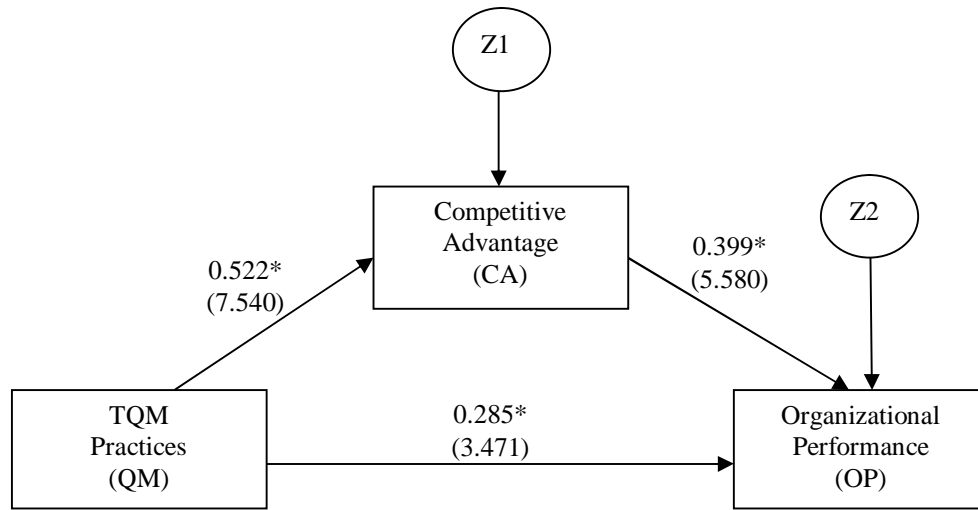 Z1
Competitive
Advantage
(CA)
Z2
0.522*
(7.540)
0.399*
(5.580)
TQM
Practices
(QM)
0.285*
(3.471)
Organizational
Performance
(OP)